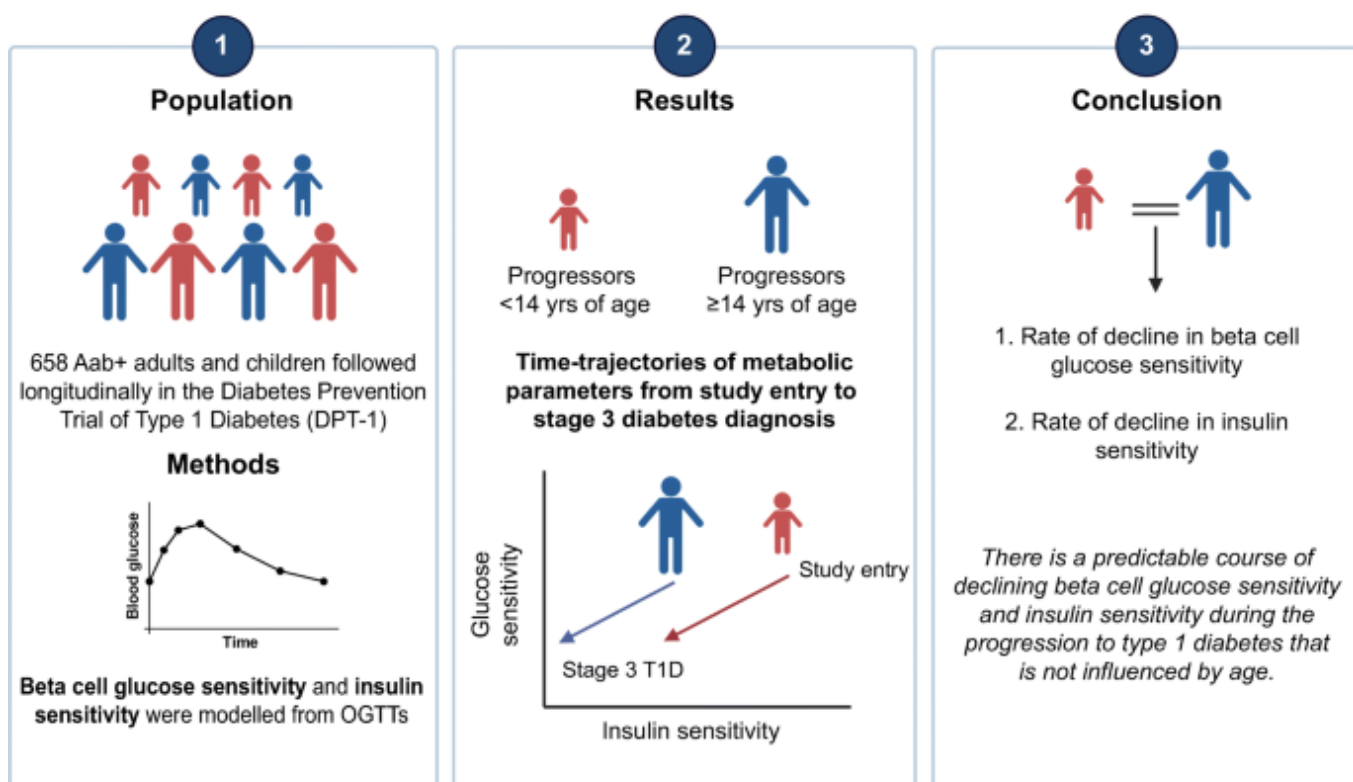 1
Population
658 Aab+ adults and children followed
longitudinally in the Diabetes Prevention
Trial of Type 1 Diabetes (DPT-1)
Methods
Blood glucose
Time
Beta cell glucose sensitivity and insulin
sensitivity were modelled from OGTTs
2
Results
Progressors
<14 yrs of age
Progressors
≥14 yrs of age
Time-trajectories of metabolic
parameters from study entry to
stage 3 diabetes diagnosis
Glucose
sensitivity
Study entry
Stage 3 T1D
Insulin sensitivity
3
Conclusion
1. Rate of decline in beta cell
glucose sensitivity
2. Rate of decline in insulin
sensitivity
There is a predictable course of
declining beta cell glucose sensitivity
and insulin sensitivity during the
progression to type 1 diabetes that
is not influenced by age.